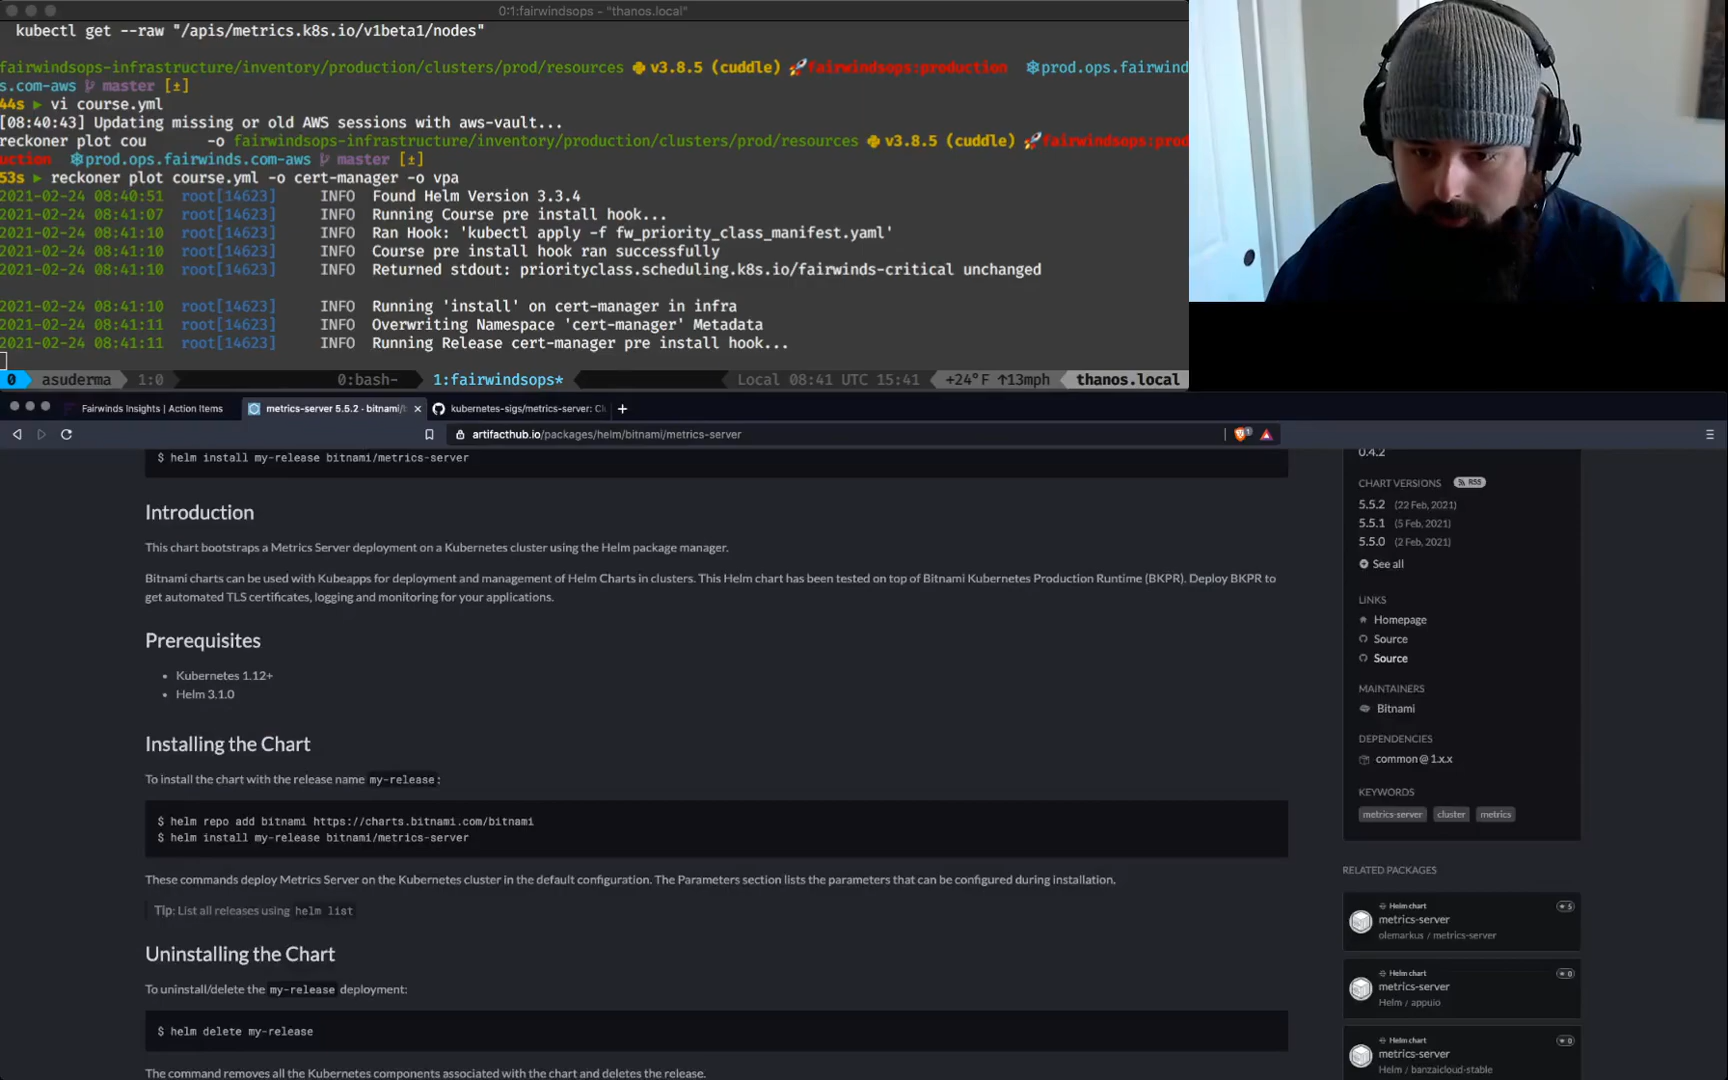 0:1:fairwindsops - "thanos.local"
kubectl get --raw "/apis/metrics.k8s.io/v1beta1/nodes"
fairwindsops-infrastructure/inventory/production/clusters/prod/resources v3.8.5 (cuddle) fairwindsops:production prod.ops.fairwind
s.com-aws master [±]
44s ► vi course.yml
[08:40:43] Updating missing or old AWS sessions with aws-vault...
reckoner plot cou -o fairwindsops-infrastructure/inventory/production/clusters/prod/resources v3.8.5 (cuddle) fairwindsops:prod
uction prod.ops.fairwinds.com-aws master [±]
53s ► reckoner plot course.yml -o cert-manager -o vpa
2021-02-24 08:40:51 root[14623] INFO Found Helm Version 3.3.4
2021-02-24 08:41:07 root[14623] INFO Running Course pre install hook...
2021-02-24 08:41:10 root[14623] INFO Ran Hook: 'kubectl apply -f fw_priority_class_manifest.yaml'
2021-02-24 08:41:10 root[14623] INFO Course pre install hook ran successfully
2021-02-24 08:41:10 root[14623] INFO Returned stdout: priorityclass.scheduling.k8s.io/fairwinds-critical unchanged
2021-02-24 08:41:10 root[14623] INFO Running 'install' on cert-manager in infra
2021-02-24 08:41:11 root[14623] INFO Overwriting Namespace 'cert-manager' Metadata
2021-02-24 08:41:11 root[14623] INFO Running Release cert-manager pre install hook...
0 asuderma 1:0 0:bash- 1:fairwindsops* Local 08:41 UTC 15:41 +24°F ↑13mph thanos.local
Fairwinds Insights | Action Items metrics-server 5.5.2 · bitnami/ × kubernetes-sigs/metrics-server: Cl +
artifacthub.io/packages/helm/bitnami/metrics-server
$ helm install my-release bitnami/metrics-server
Introduction
This chart bootstraps a Metrics Server deployment on a Kubernetes cluster using the Helm package manager.
Bitnami charts can be used with Kubeapps for deployment and management of Helm Charts in clusters. This Helm chart has been tested on top of Bitnami Kubernetes Production Runtime (BKPR). Deploy BKPR to
get automated TLS certificates, logging and monitoring for your applications.
Prerequisites
• Kubernetes 1.12+
• Helm 3.1.0
Installing the Chart
To install the chart with the release name my-release:
$ helm repo add bitnami https://charts.bitnami.com/bitnami
$ helm install my-release bitnami/metrics-server
These commands deploy Metrics Server on the Kubernetes cluster in the default configuration. The Parameters section lists the parameters that can be configured during installation.
Tip: List all releases using helm list
Uninstalling the Chart
To uninstall/delete the my-release deployment:
$ helm delete my-release
The command removes all the Kubernetes components associated with the chart and deletes the release.
0.4.2
CHART VERSIONS RSS
5.5.2 (22 Feb, 2021)
5.5.1 (5 Feb, 2021)
5.5.0 (2 Feb, 2021)
See all
LINKS
Homepage
Source
Source
MAINTAINERS
Bitnami
DEPENDENCIES
common@1.x.x
KEYWORDS
metrics-server cluster metrics
RELATED PACKAGES
Helm chart 5
metrics-server
olemarkus / metrics-server
Helm chart 0
metrics-server
Helm / appuio
Helm chart 0
metrics-server
Helm / banzaicloud-stable